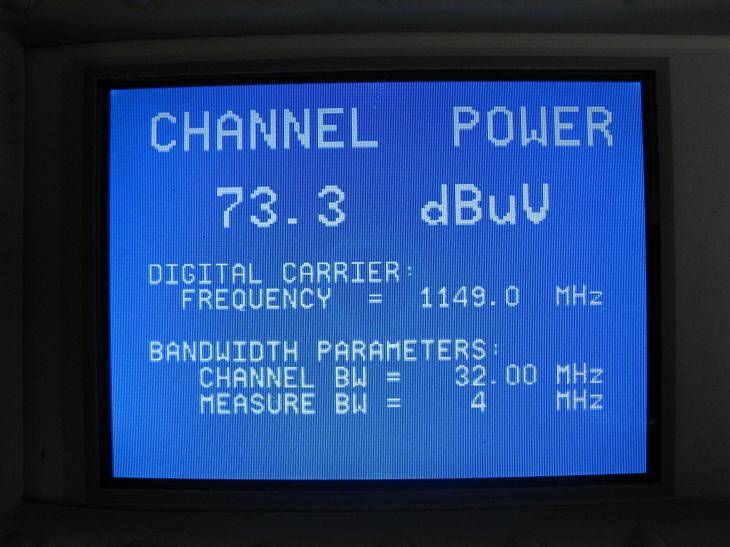 CHANNEL POWER
73.3 dBuV
DIGITAL CARRIER:
FREQUENCY = 1149.0 MHz
BANDWIDTH PARAMETERS:
CHANNEL BW = 32.00 MHz
MEASURE BW = 4 MHz